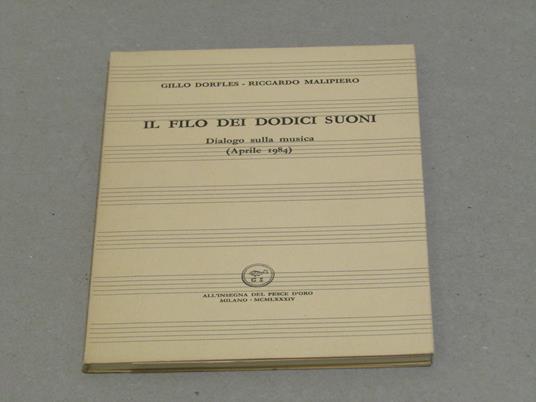 GILLO DORFLES - RICCARDO MALIPIERO
IL FILO DEI DODICI SUONI
Dialogo sulla musica
(Aprile 1984)
ALL'INSEGNA DEL PESCE D'ORO
MILANO - MCMLXXXIV